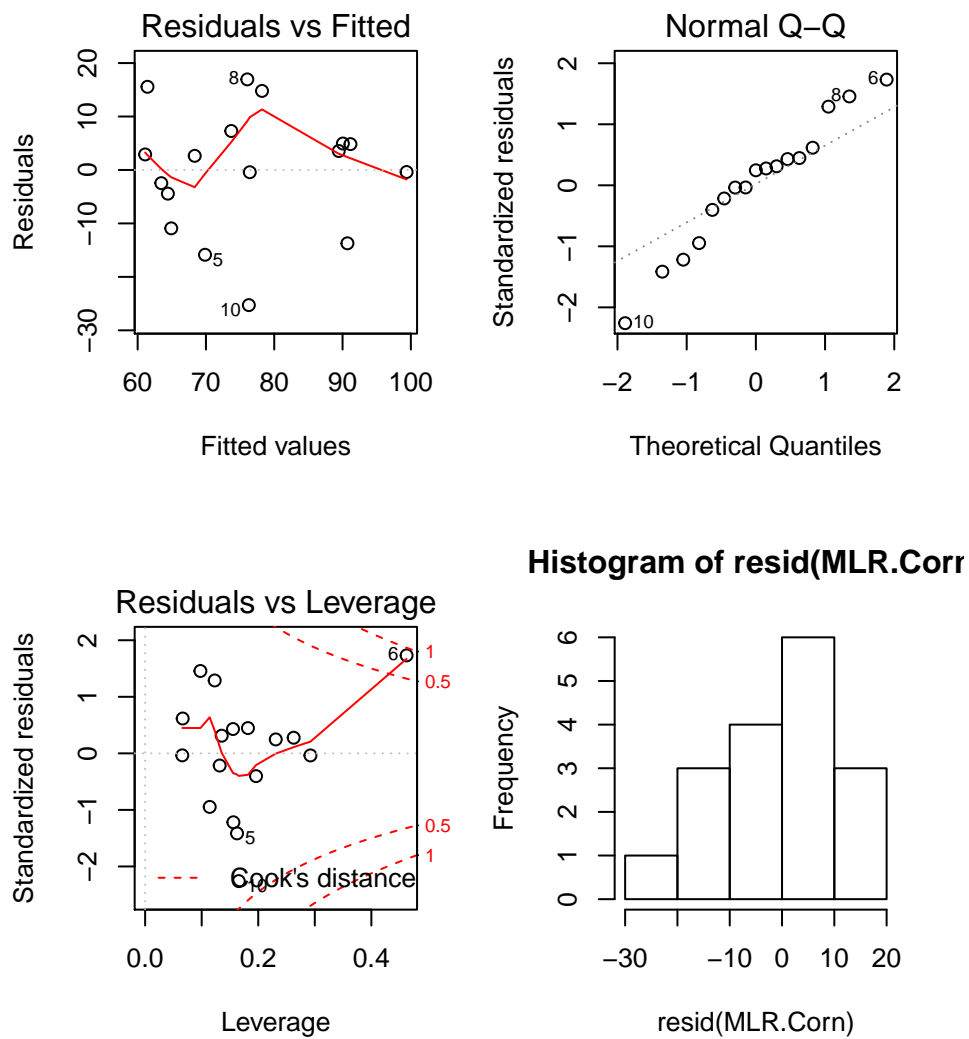 Residuals vs Fitted
Residuals
20
10
0
−10
−30
8
5
10
60 70 80 90 100
Fitted values
Normal Q−Q
Standardized residuals
2
1
0
−1
−2
6
8
10
−2 −1 0 1 2
Theoretical Quantiles
Residuals vs Leverage
Standardized residuals
2
1
0
−1
−2
6
1
0.5
5
0.5
1
10
Cook's distance
0.0 0.2 0.4
Leverage
Histogram of resid(MLR.Corn
Frequency
6
5
4
3
2
1
0
−30 −10 0 10 20
resid(MLR.Corn)